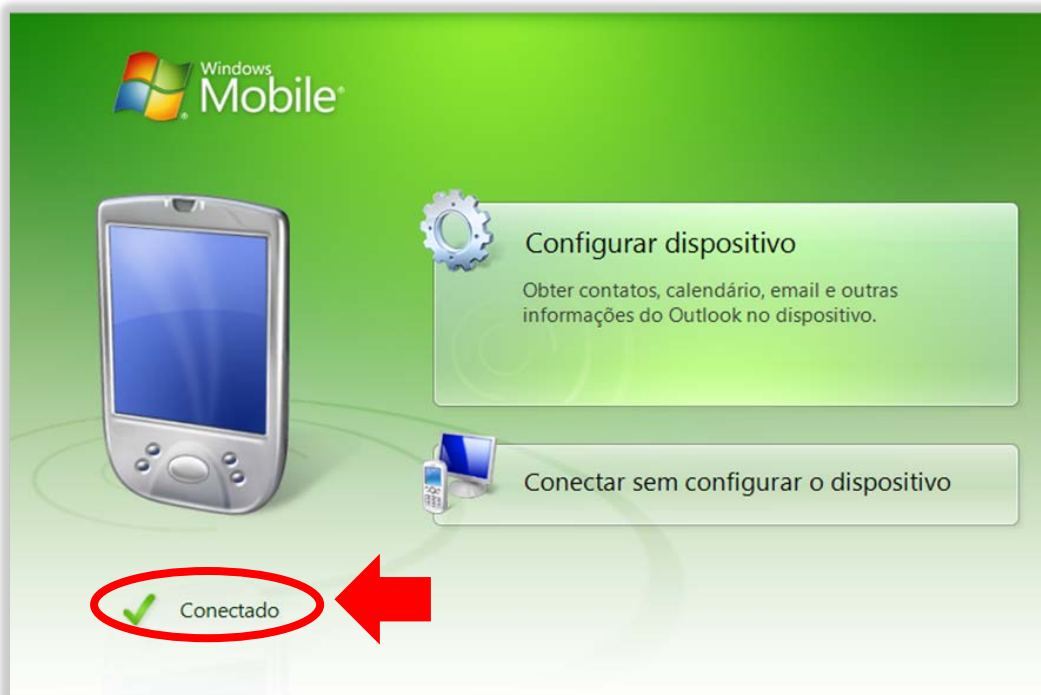 Windows
Mobile®
Configurar dispositivo
Obter contatos, calendário, email e outras
informações do Outlook no dispositivo.
Conectar sem configurar o dispositivo
Conectado